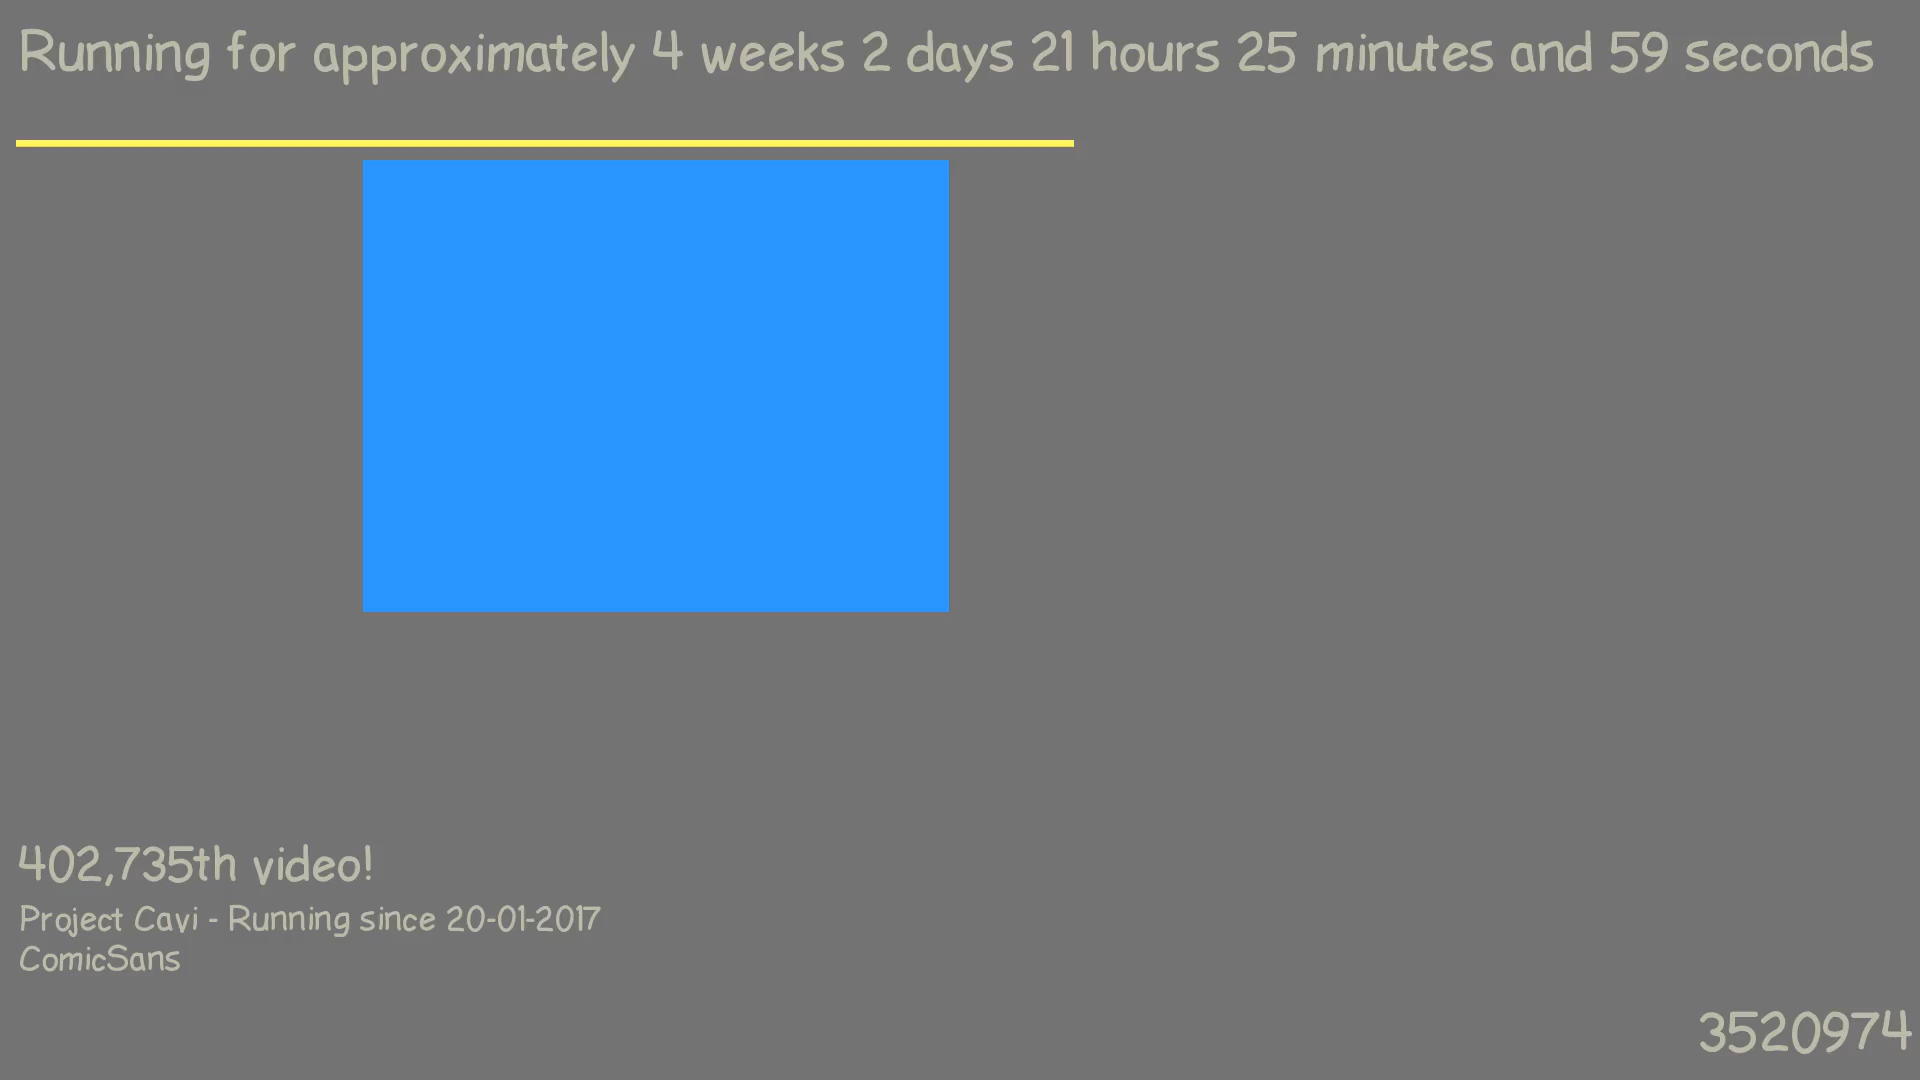 Running for approximately 4 weeks 2 days 21 hours 25 minutes and 59 seconds
402,735th video!
Project Cavi - Running since 20-01-2017
ComicSans
3520974